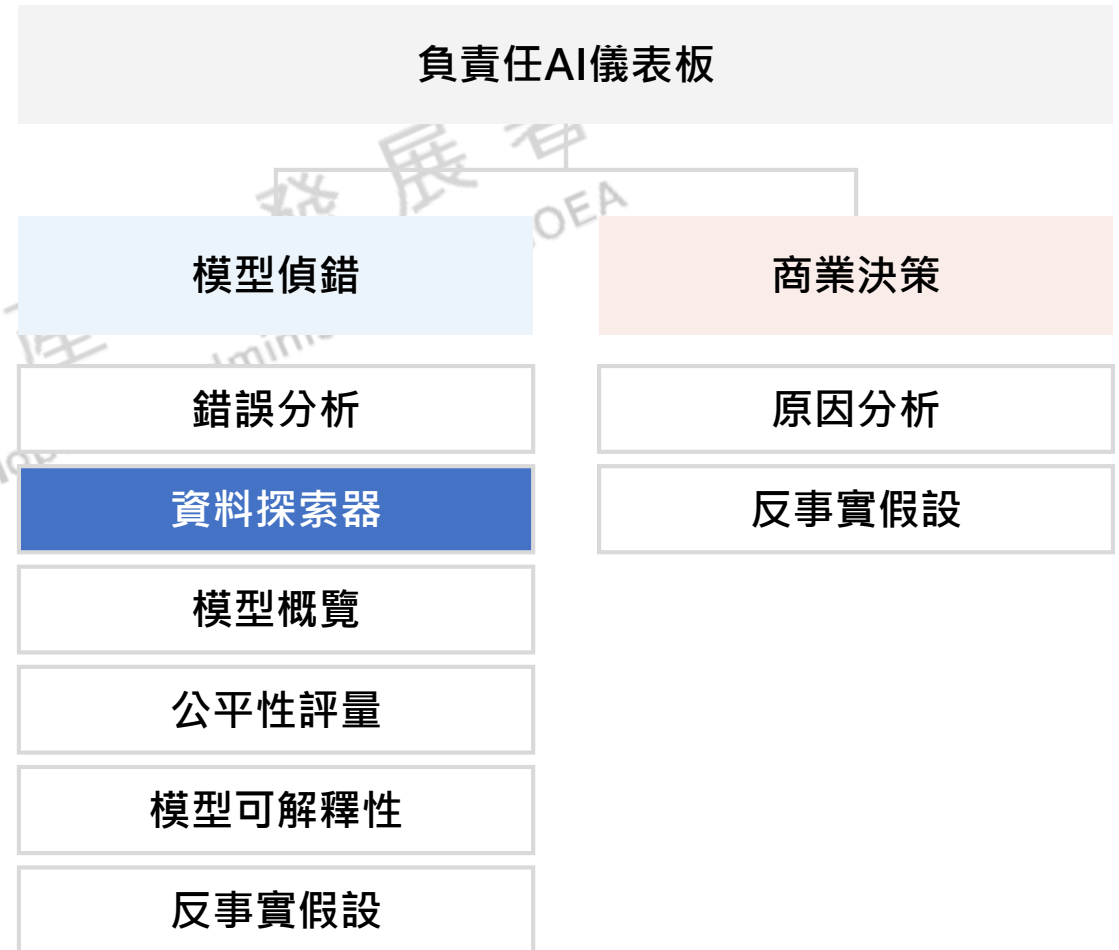 負責任AI儀表板
模型偵錯
商業決策
錯誤分析
原因分析
資料探索器
反事實假設
模型概覽
公平性評量
模型可解釋性
反事實假設